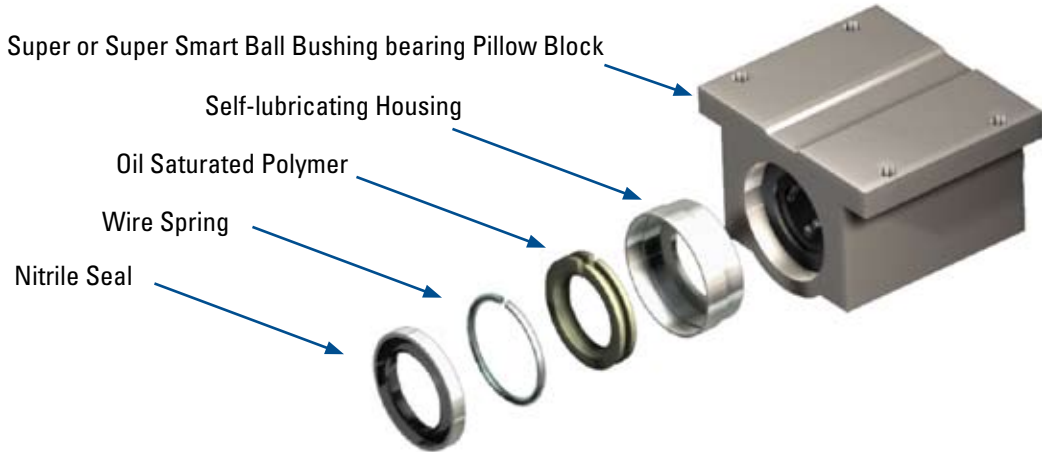 Super or Super Smart Ball Bushing bearing Pillow Block
Self-lubricating Housing
Oil Saturated Polymer
Wire Spring
Nitrile Seal